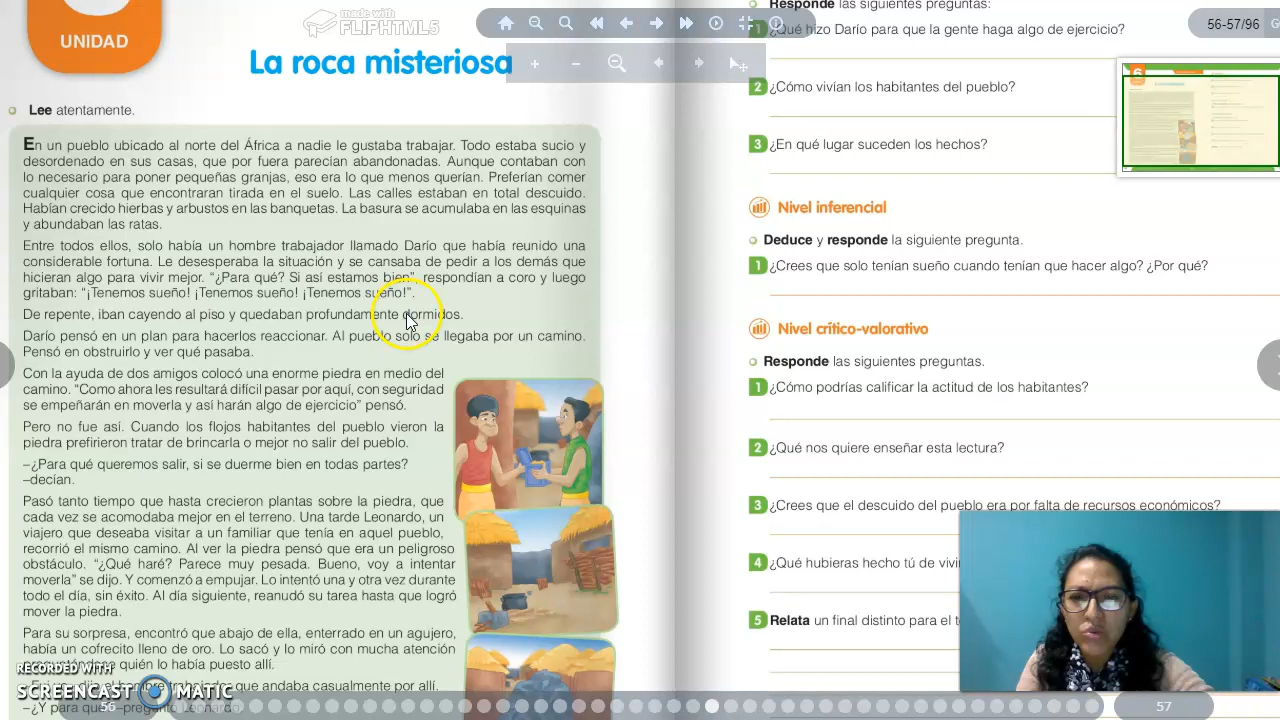 made with
FLIPHTML5
56-57/96
UNIDAD
La roca misteriosa
Lee atentamente.
En un pueblo ubicado al norte del África a nadie le gustaba trabajar. Todo estaba sucio y
desordenado en sus casas, que por fuera parecían abandonadas. Aunque contaban con
lo necesario para poner pequeñas granjas, eso era lo que menos querían. Preferían comer
cualquier cosa que encontraran tirada en el suelo. Las calles estaban en total descuido.
Habían crecido hierbas y arbustos en las banquetas. La basura se acumulaba en las esquinas
y abundaban las ratas.
Entre todos ellos, solo había un hombre trabajador llamado Darío que había reunido una
considerable fortuna. Le desesperaba la situación y se cansaba de pedir a los demás que
hicieran algo para vivir mejor. “¿Para qué? Si así estamos bien”, respondían a coro y luego
gritaban: “¡Tenemos sueño! ¡Tenemos sueño! ¡Tenemos sueño!”.
De repente, iban cayendo al piso y quedaban profundamente dormidos.
Darío pensó en un plan para hacerlos reaccionar. Al pueblo solo se llegaba por un camino.
Pensó en obstruirlo y ver qué pasaba.
Con la ayuda de dos amigos colocó una enorme piedra en medio del
camino. “Como ahora les resultará difícil pasar por aquí, con seguridad
se empeñarán en moverla y así harán algo de ejercicio” pensó.
Pero no fue así. Cuando los flojos habitantes del pueblo vieron la
piedra prefirieron tratar de brincarla o mejor no salir del pueblo.
–¿Para qué queremos salir, si se duerme bien en todas partes?
–decían.
Pasó tanto tiempo que hasta crecieron plantas sobre la piedra, que
cada vez se acomodaba mejor en el terreno. Una tarde Leonardo, un
viajero que deseaba visitar a un familiar que tenía en aquel pueblo,
recorrió el mismo camino. Al ver la piedra pensó que era un peligroso
obstáculo. “¿Qué haré? Parece muy pesada. Bueno, voy a intentar
moverla” se dijo. Y comenzó a empujar. Lo intentó una y otra vez durante
todo el día, sin éxito. Al día siguiente, reanudó su tarea hasta que logró
mover la piedra.
Para su sorpresa, encontró que abajo de ella, enterrado en un agujero,
había un cofrecito lleno de oro. Lo sacó y lo miró con mucha atención
quién lo había puesto allí.
hombre trabajador que andaba casualmente por allí.
–¿Y para qué? –preguntó Leonardo.
RECORDED WITH
SCREENCAST MATIC
56
Responde las siguientes preguntas:
1 ¿Qué hizo Darío para que la gente haga algo de ejercicio?
2 ¿Cómo vivían los habitantes del pueblo?
3 ¿En qué lugar suceden los hechos?
Nivel inferencial
Deduce y responde la siguiente pregunta.
1 ¿Crees que solo tenían sueño cuando tenían que hacer algo? ¿Por qué?
Nivel crítico-valorativo
Responde las siguientes preguntas.
1 ¿Cómo podrías calificar la actitud de los habitantes?
2 ¿Qué nos quiere enseñar esta lectura?
3 ¿Crees que el descuido del pueblo era por falta de recursos económicos?
4 ¿Qué hubieras hecho tú de
5 Relata un final distinto para el
57